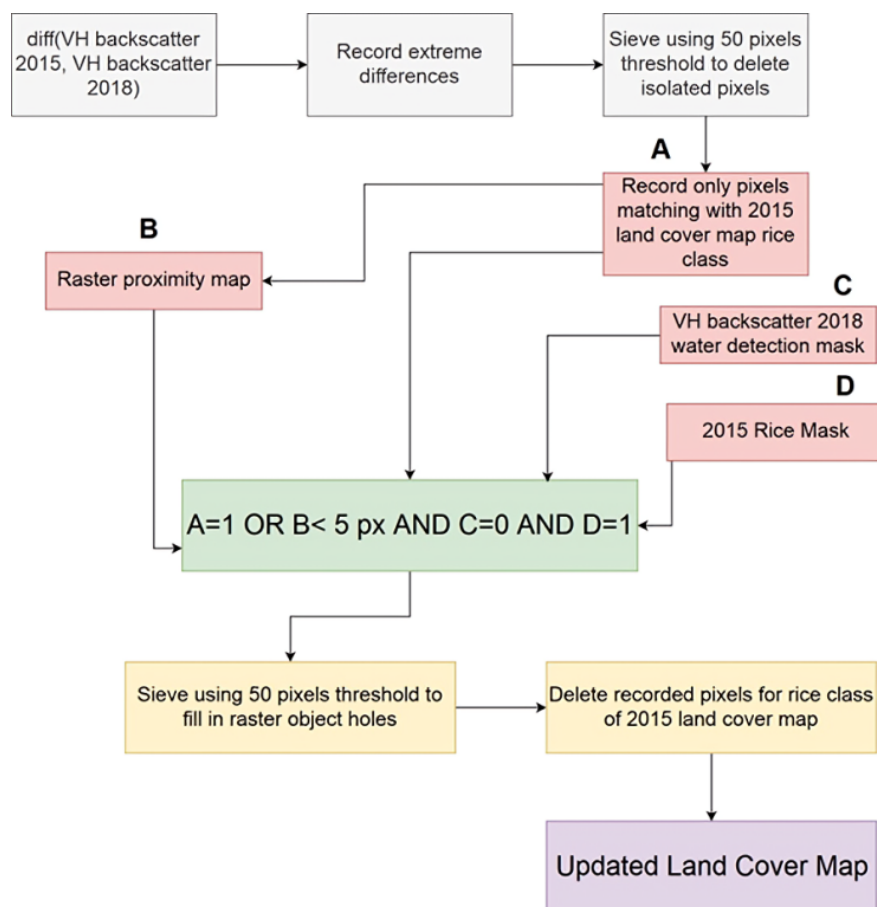 diff(VH backscatter
2015, VH backscatter
2018)
Record extreme
differences
Sieve using 50 pixels
threshold to delete
isolated pixels
A
Record only pixels
matching with 2015
land cover map rice
class
B
Raster proximity map
C
VH backscatter 2018
water detection mask
D
2015 Rice Mask
A=1 OR B< 5 px AND C=0 AND D=1
Sieve using 50 pixels threshold to
fill in raster object holes
Delete recorded pixels for rice class
of 2015 land cover map
Updated Land Cover Map